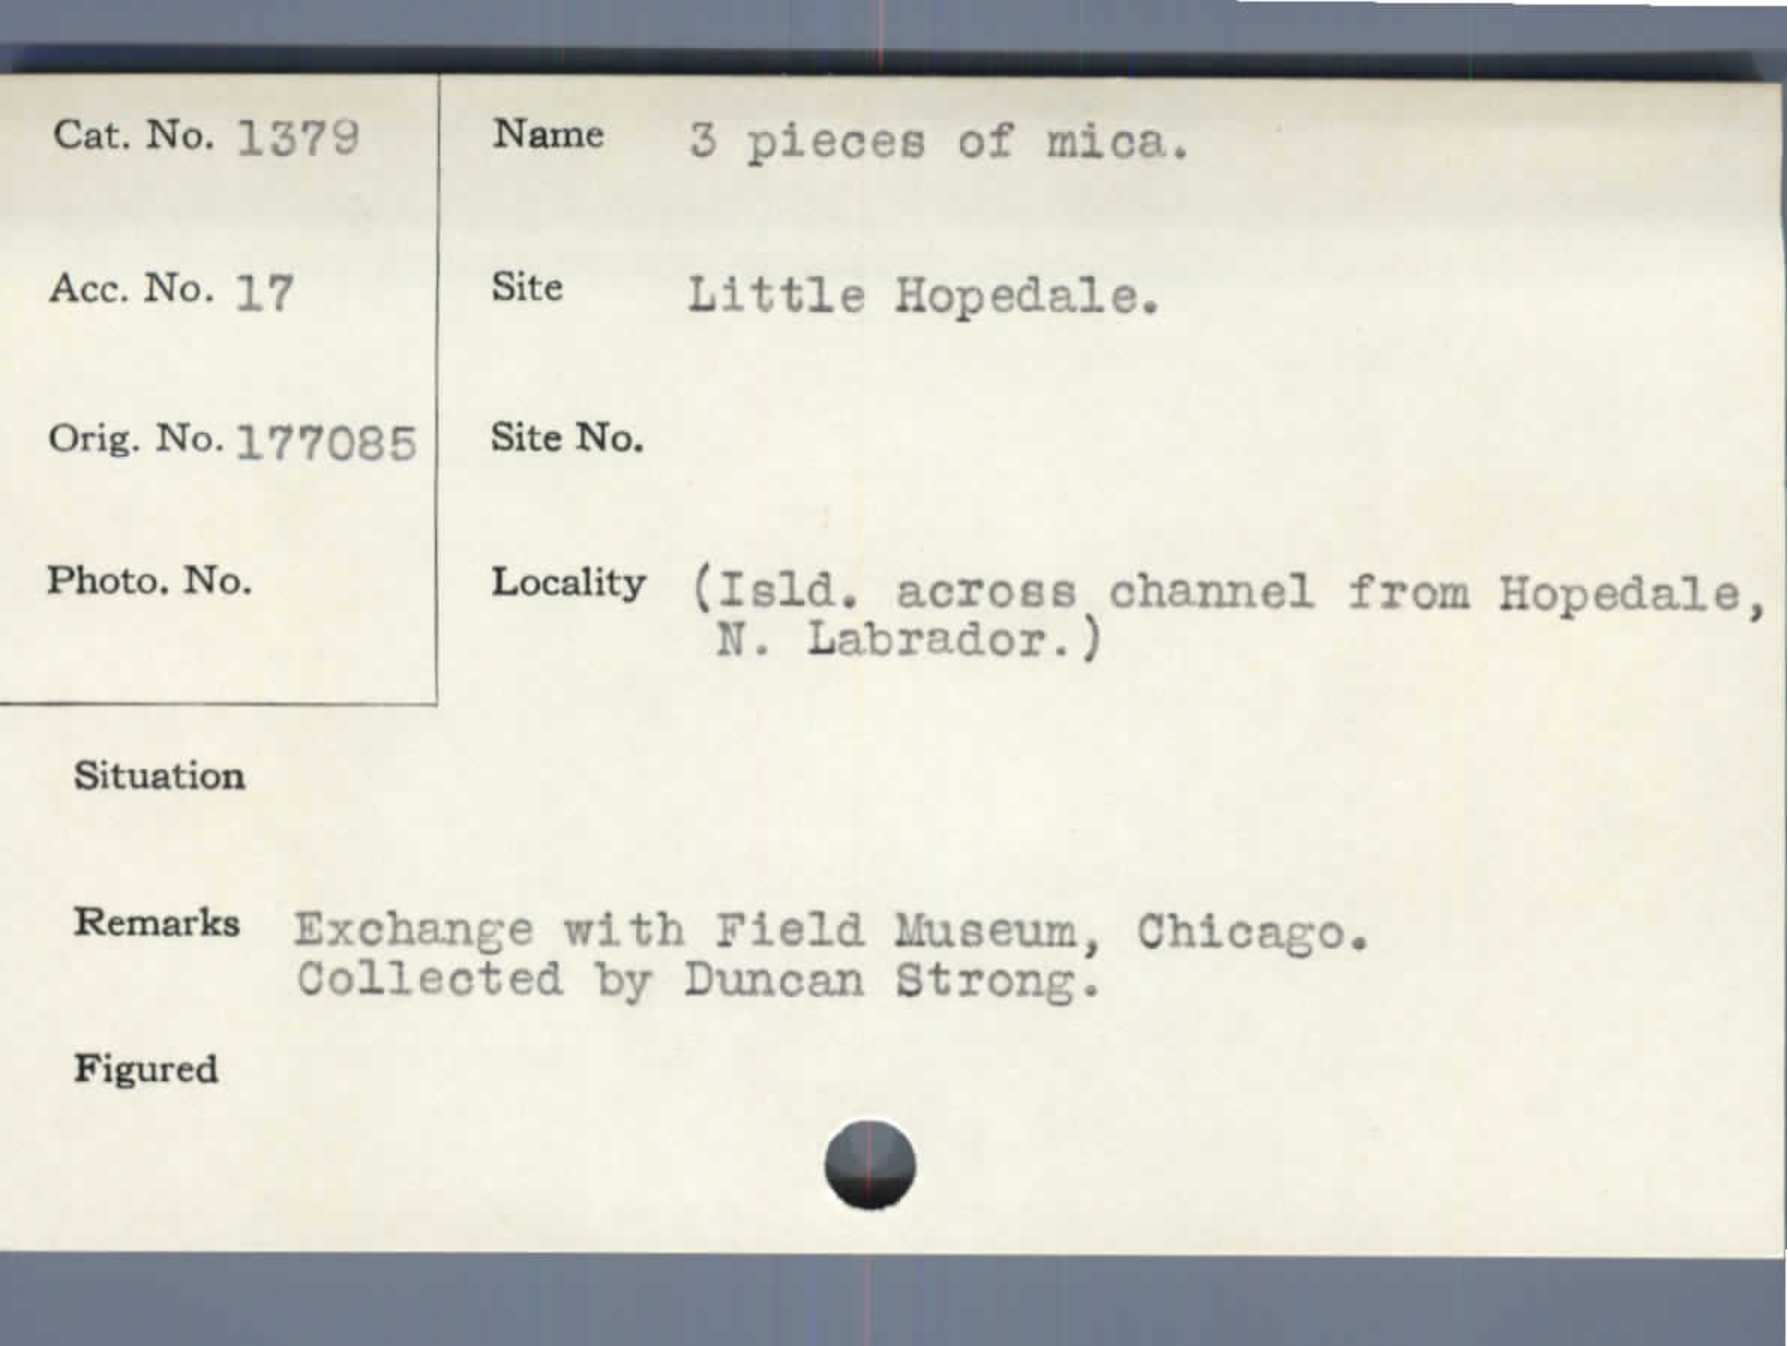 Cat. No. 1379
Name 3 pieces of mica.
Acc. No. 17
Site Little Hopedale.
Orig. No. 177085
Site No.
Photo. No.
Locality (Isld. across channel from Hopedale,
N. Labrador.)
Situation
Remarks Exchange with Field Museum, Chicago.
Collected by Duncan Strong.
Figured